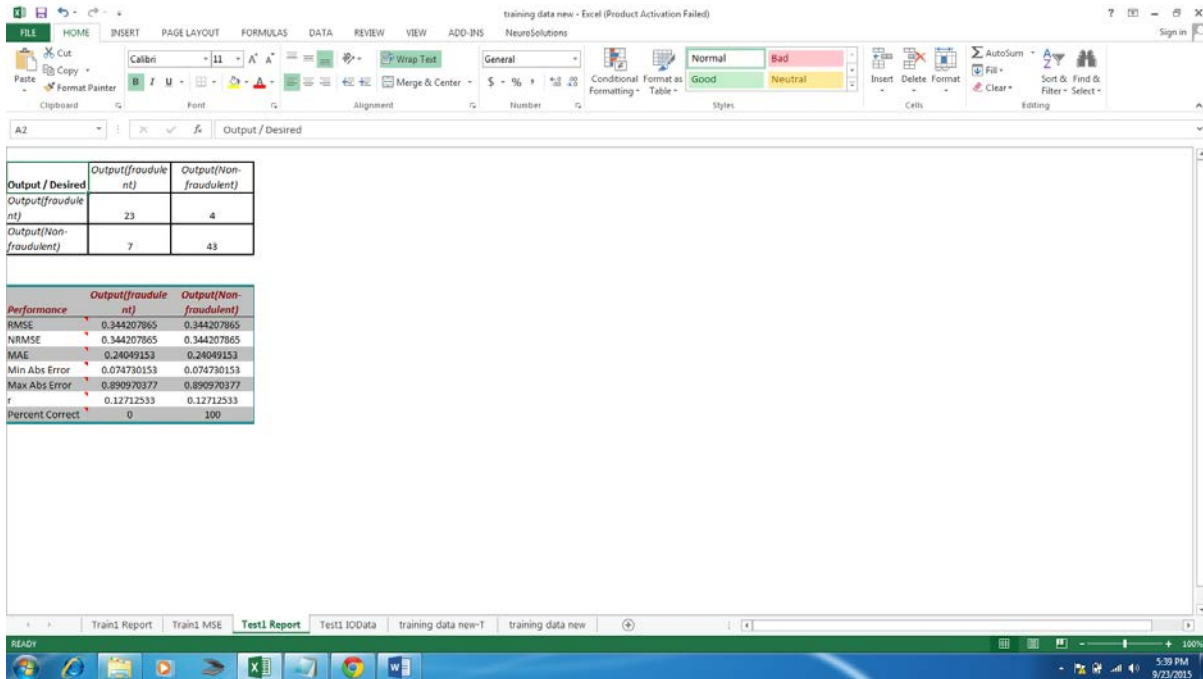 training data new - Excel (Product Activation Failed)
FILE HOME INSERT PAGE LAYOUT FORMULAS DATA REVIEW VIEW ADD-INS NeuroSolutions Sign in
Cut
Copy
Format Painter
Paste
Clipboard
Calibri 11
B I U
Font
Wrap Text
Merge & Center
Alignment
General
$ - % ,
Number
Conditional Formatting
Format as Table
Normal Bad
Good Neutral
Styles
Insert Delete Format
Cells
AutoSum
Fill
Clear
Sort & Filter
Find & Select
Editing
A2 fx Output / Desired
Output / Desired Output(fraudule nt) Output(Non-fraudulent)
Output(fraudule nt) 23 4
Output(Non-fraudulent) 7 43
Performance Output(fraudule nt) Output(Non-fraudulent)
RMSE 0.344207865 0.344207865
NRMSE 0.344207865 0.344207865
MAE 0.24049153 0.24049153
Min Abs Error 0.074730153 0.074730153
Max Abs Error 0.890970377 0.890970377
r 0.12712533 0.12712533
Percent Correct 0 100
Train1 Report Train1 MSE Test1 Report Test1 IOData training data new-T training data new
READY 100%
5:39 PM
9/23/2015